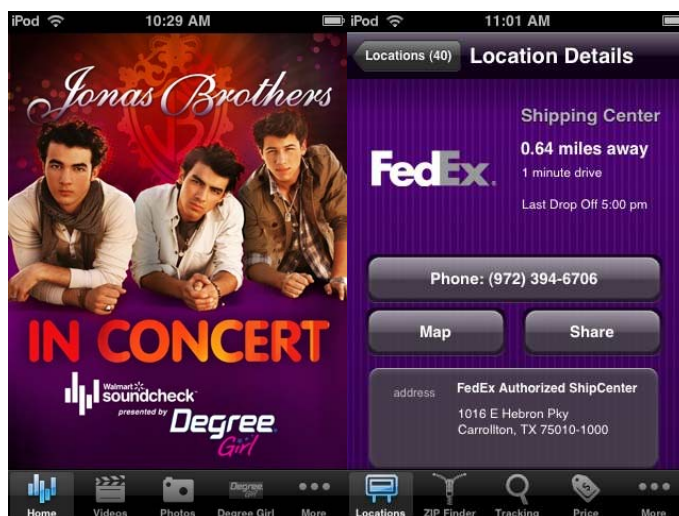 iPod
10:29 AM
Jonas Brothers
IN CONCERT
Walmart
soundcheck
presented by
Degree
Girl
Home
Videos
Photos
Degree Girl
More
iPod
11:01 AM
Locations (40)
Location Details
Shipping Center
FedEx
0.64 miles away
1 minute drive
Last Drop Off 5:00 pm
Phone: (972) 394-6706
Map
Share
address
FedEx Authorized ShipCenter
1016 E Hebron Pky
Carrollton, TX 75010-1000
Locations
ZIP Finder
Tracking
Price
More